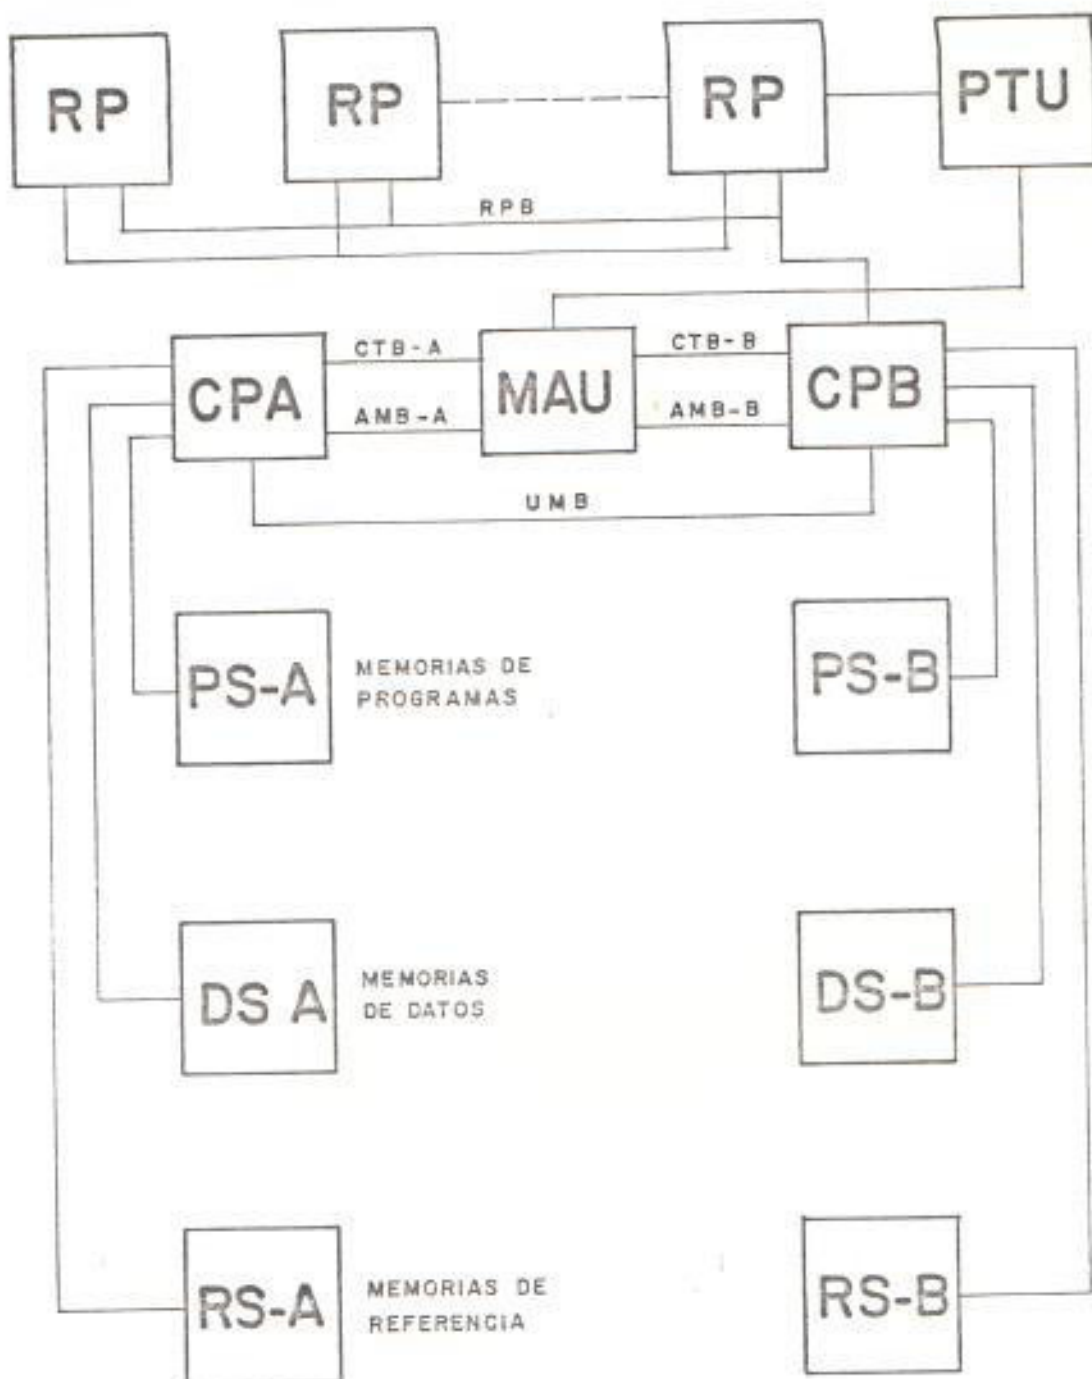 RP
RP
RP
PTU
RPB
CPA
CTB-A
AMB-A
MAU
CTB-B
AMB-B
CPB
UMB
PS-A
MEMORIAS DE
PROGRAMAS
PS-B
DS A
MEMORIAS
DE DATOS
DS-B
RS-A
MEMORIAS DE
REFERENCIA
RS-B